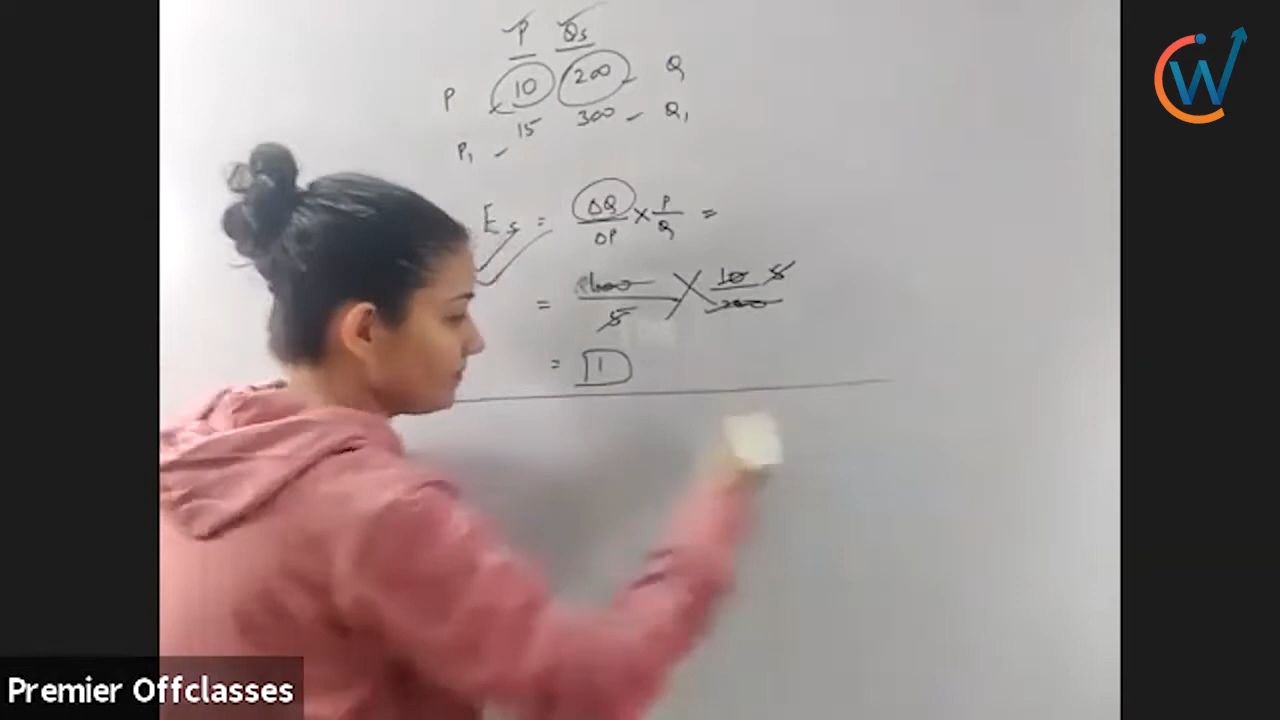 P Qs
P 10 200 - Q
P₁ - 15 300 - Q₁
Es = ΔQ/ΔP × P/Q =
= 100/5 × 10/200
= 1
W
Premier Offclasses